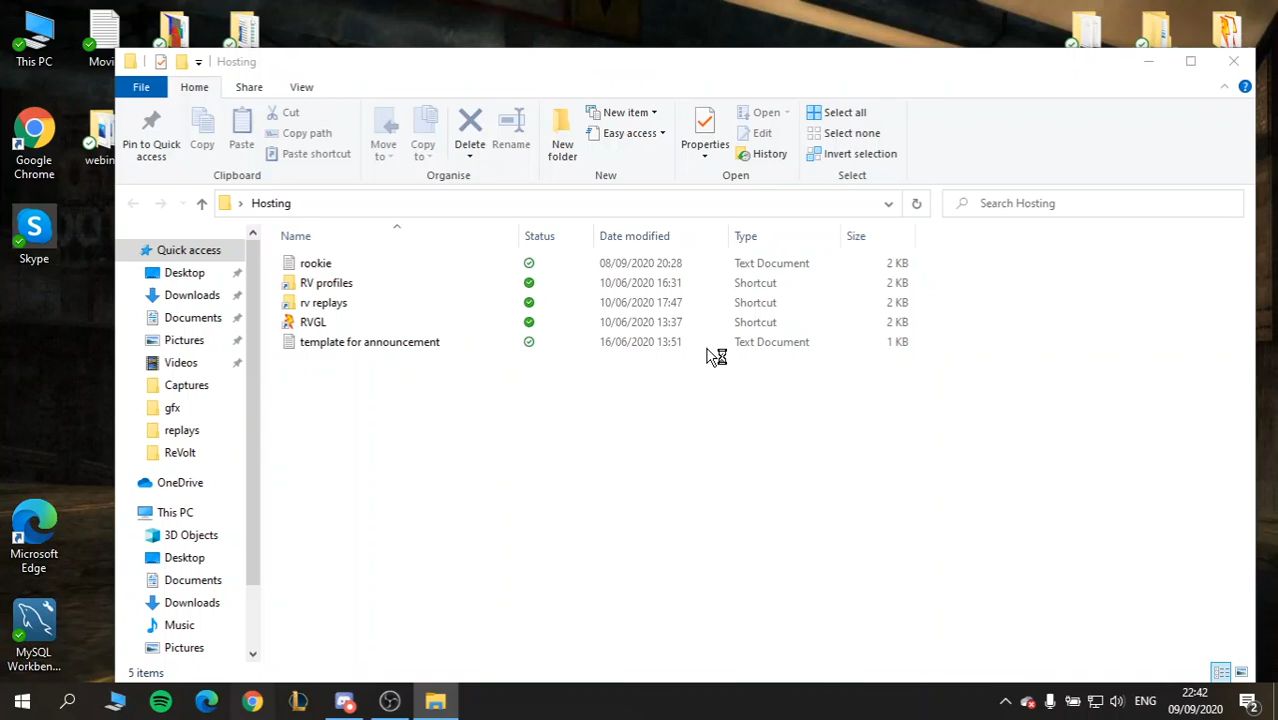 This PC
Movi
Google
Chrome
webin
Skype
Microsoft
Edge
MySQL
Workben...
Hosting
File
Home
Share
View
Pin to Quick
access
Copy
Paste
Cut
Copy path
Paste shortcut
Clipboard
Move
to
Copy
to
Delete
Rename
Organise
New
folder
New item
Easy access
New
Properties
Open
Edit
History
Open
Select all
Select none
Invert selection
Select
Hosting
Search Hosting
Quick access
Desktop
Downloads
Documents
Pictures
Videos
Captures
gfx
replays
ReVolt
OneDrive
This PC
3D Objects
Desktop
Documents
Downloads
Music
Pictures
Name Status Date modified Type Size
rookie 08/09/2020 20:28 Text Document 2 KB
RV profiles 10/06/2020 16:31 Shortcut 2 KB
rv replays 10/06/2020 17:47 Shortcut 2 KB
RVGL 10/06/2020 13:37 Shortcut 2 KB
template for announcement 16/06/2020 13:51 Text Document 1 KB
5 items
ENG
22:42
09/09/2020
2